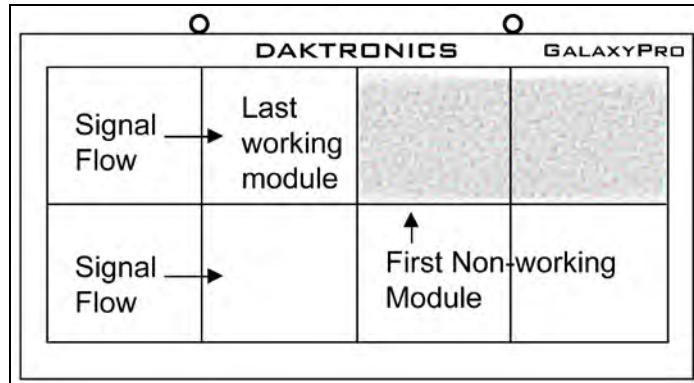 DAKTRONICS GALAXYPRO
Signal
Flow
Last
working
module
Signal
Flow
First Non-working
Module